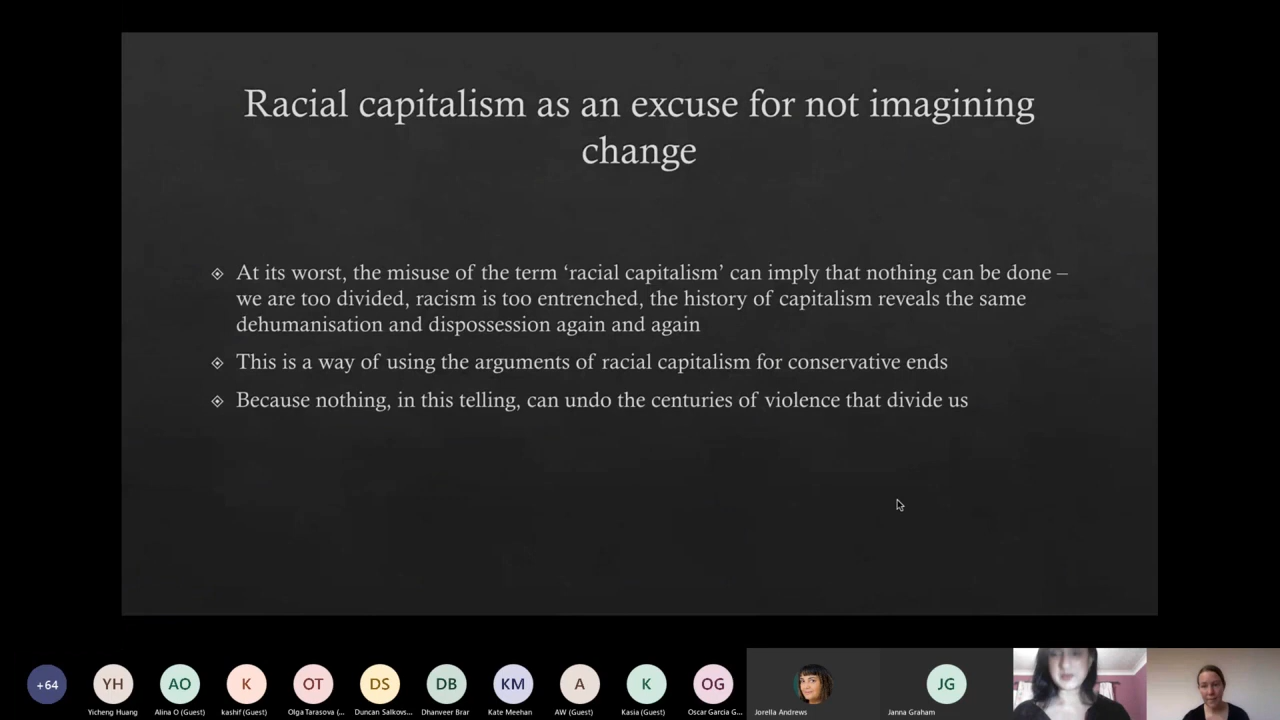 Racial capitalism as an excuse for not imagining
change
At its worst, the misuse of the term ‘racial capitalism’ can imply that nothing can be done –
we are too divided, racism is too entrenched, the history of capitalism reveals the same
dehumanisation and dispossession again and again
This is a way of using the arguments of racial capitalism for conservative ends
Because nothing, in this telling, can undo the centuries of violence that divide us
+64 YH AO K OT DS DB KM A K OG JG
Yicheng Huang Alina O (Guest) kashif (Guest) Olga Tarasova (... Duncan Salkovs... Dhanveer Brar Kate Meehan AW (Guest) Kasia (Guest) Oscar Garcia G... Jorella Andrews Janna Graham